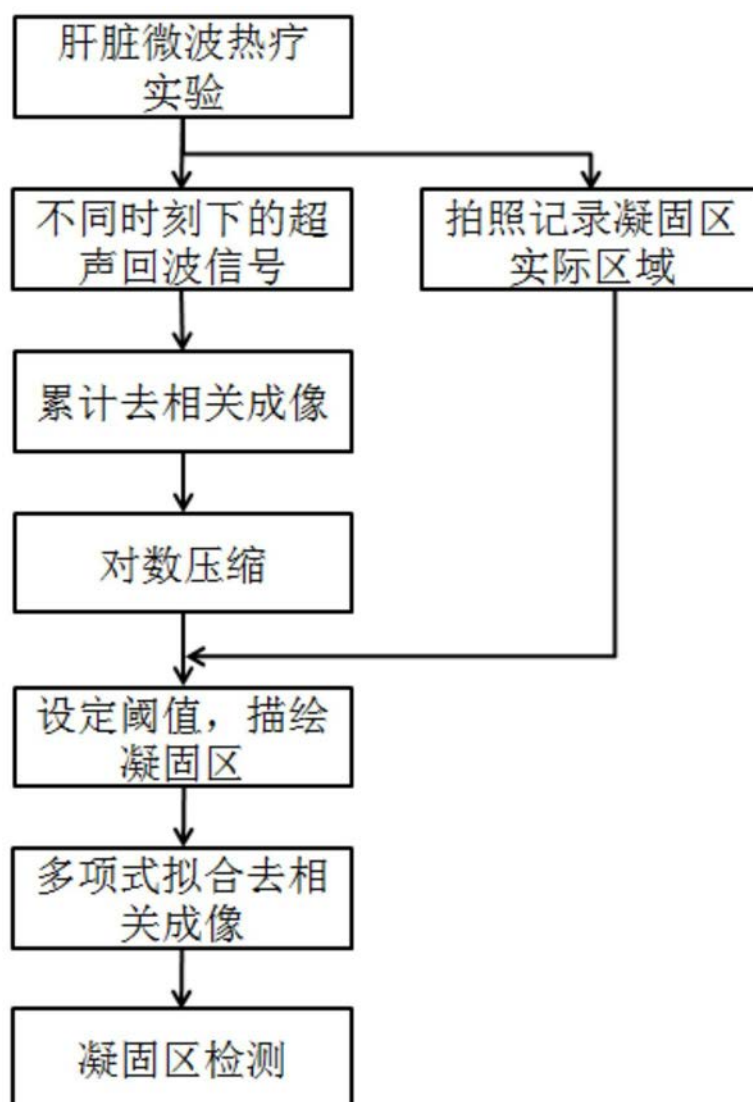 肝脏微波热疗
实验
不同时刻下的超
声回波信号
拍照记录凝固区
实际区域
累计去相关成像
对数压缩
设定阈值，描绘
凝固区
多项式拟合去相
关成像
凝固区检测